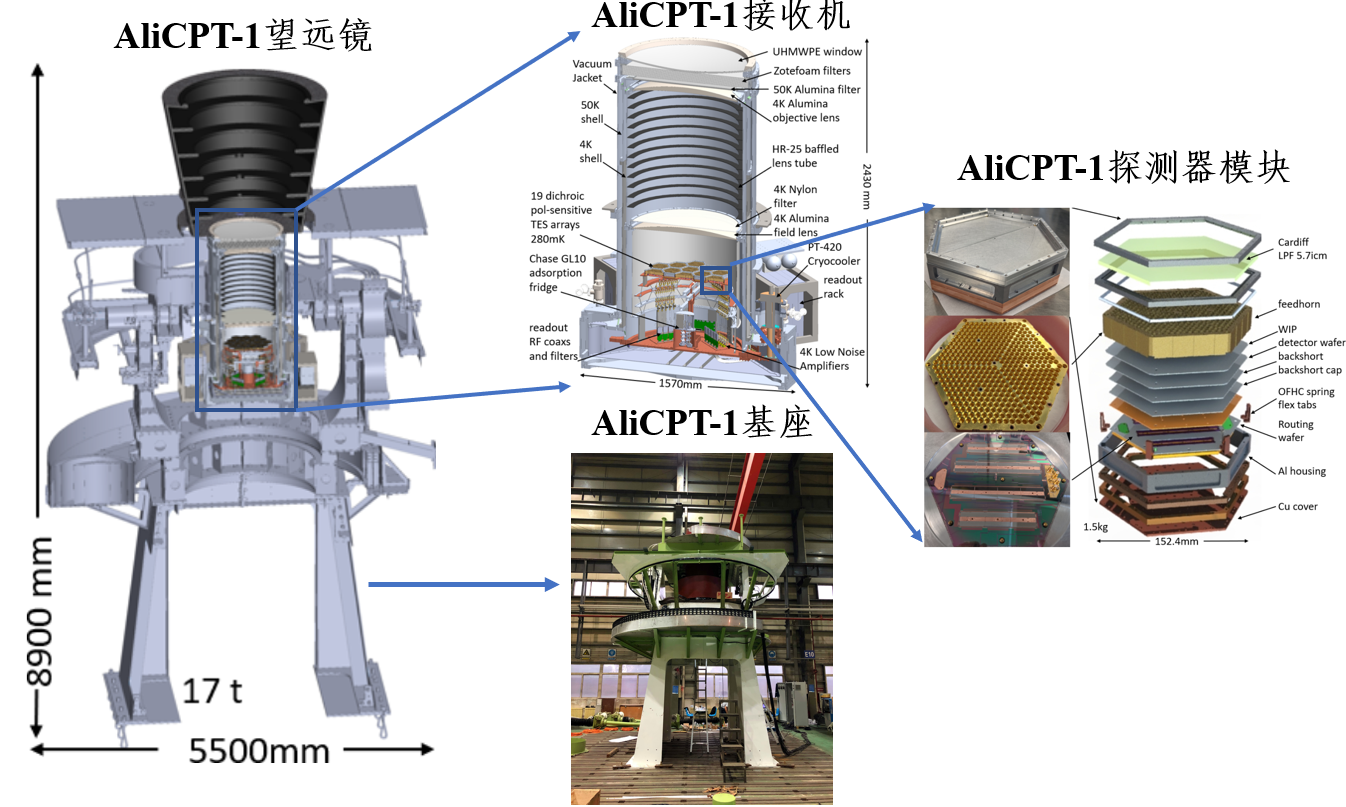 AliCPT-1望远镜
8900 mm
17 t
5500mm
AliCPT-1接收机
UHMWPE window
Zotefoam filters
50K Alumina filter
4K Alumina
objective lens
HR-25 baffled
lens tube
4K Nylon
filter
4K Alumina
field lens
PT-420
Cryocooler
readout
rack
4K Low Noise
Amplifiers
Vacuum
Jacket
50K
shell
4K
shell
19 dichroic
pol-sensitive
TES arrays
280mK
Chase GL10
adsorption
fridge
readout
RF coaxs
and filters
2430 mm
1570mm
AliCPT-1基座
E10
AliCPT-1探测器模块
Cardiff
LPF 5.7icm
feedhorn
WIP
detector wafer
backshort
backshort cap
OFHC spring
flex tabs
Routing
wafer
Al housing
Cu cover
1.5kg
152.4mm